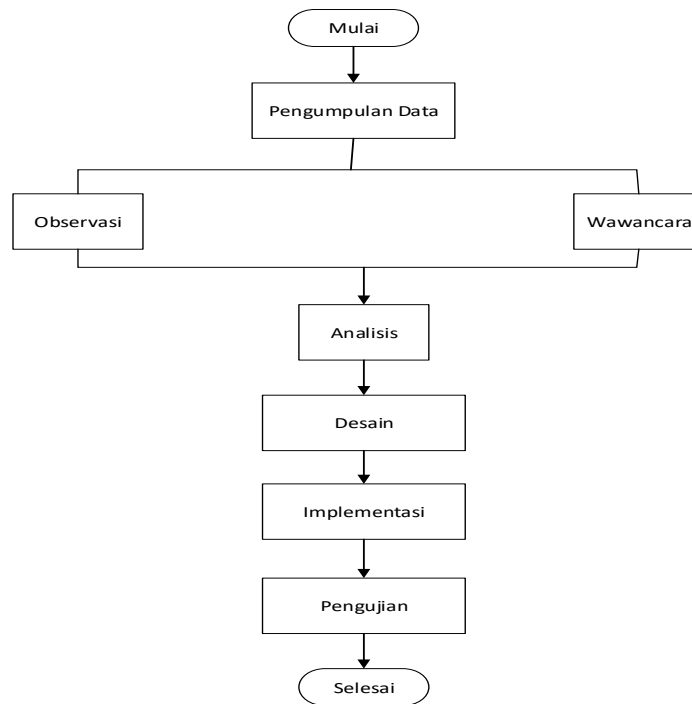 Mulai
Pengumpulan Data
Observasi
Wawancara
Analisis
Desain
Implementasi
Pengujian
Selesai